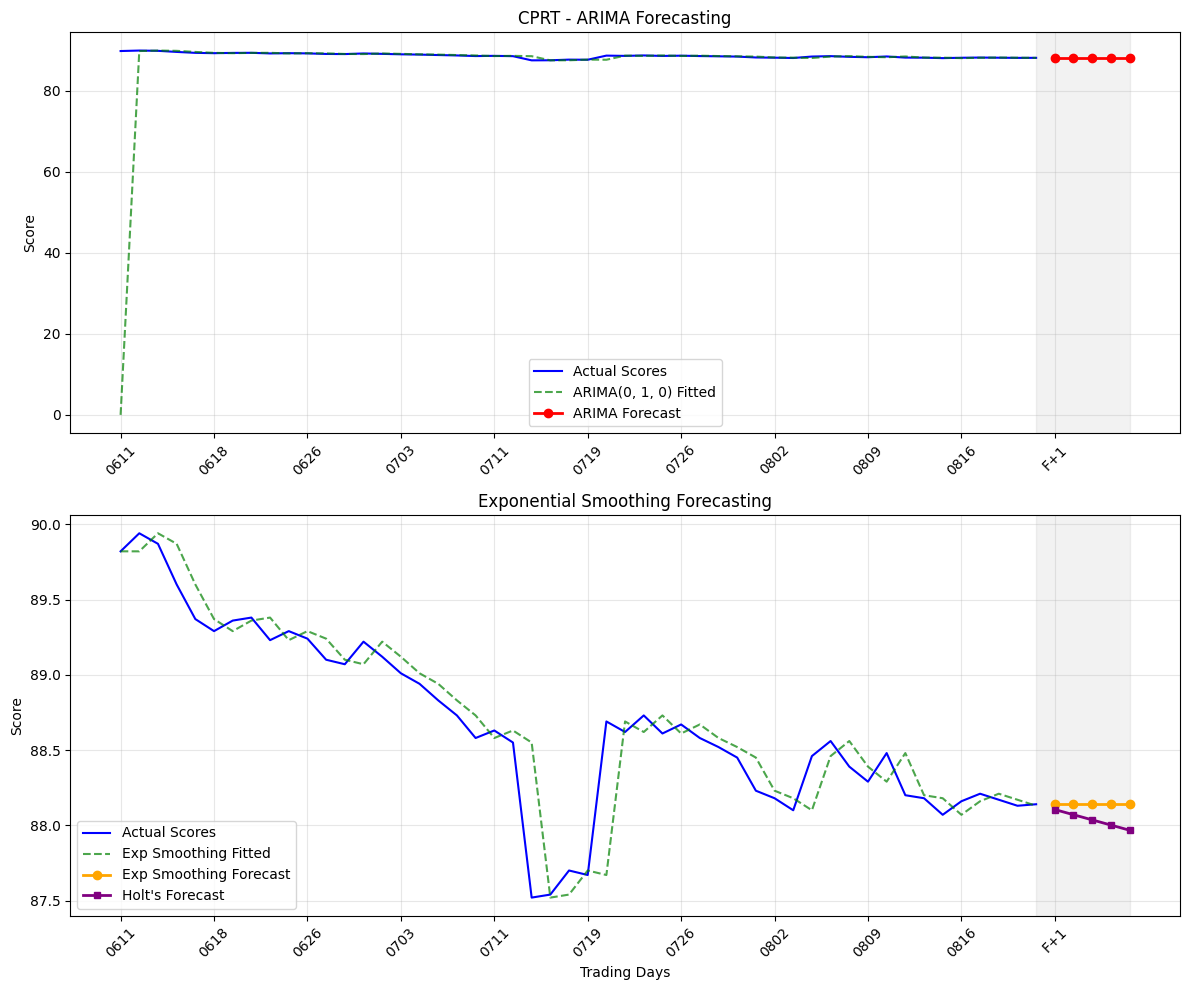 CPRT - ARIMA Forecasting
Score
80
60
40
20
0
Actual Scores
ARIMA(0, 1, 0) Fitted
ARIMA Forecast
0611
0618
0626
0703
0711
0719
0726
0802
0809
0816
F+1
Exponential Smoothing Forecasting
Score
90.0
89.5
89.0
88.5
88.0
87.5
Actual Scores
Exp Smoothing Fitted
Exp Smoothing Forecast
Holt's Forecast
0611
0618
0626
0703
0711
0719
0726
0802
0809
0816
F+1
Trading Days